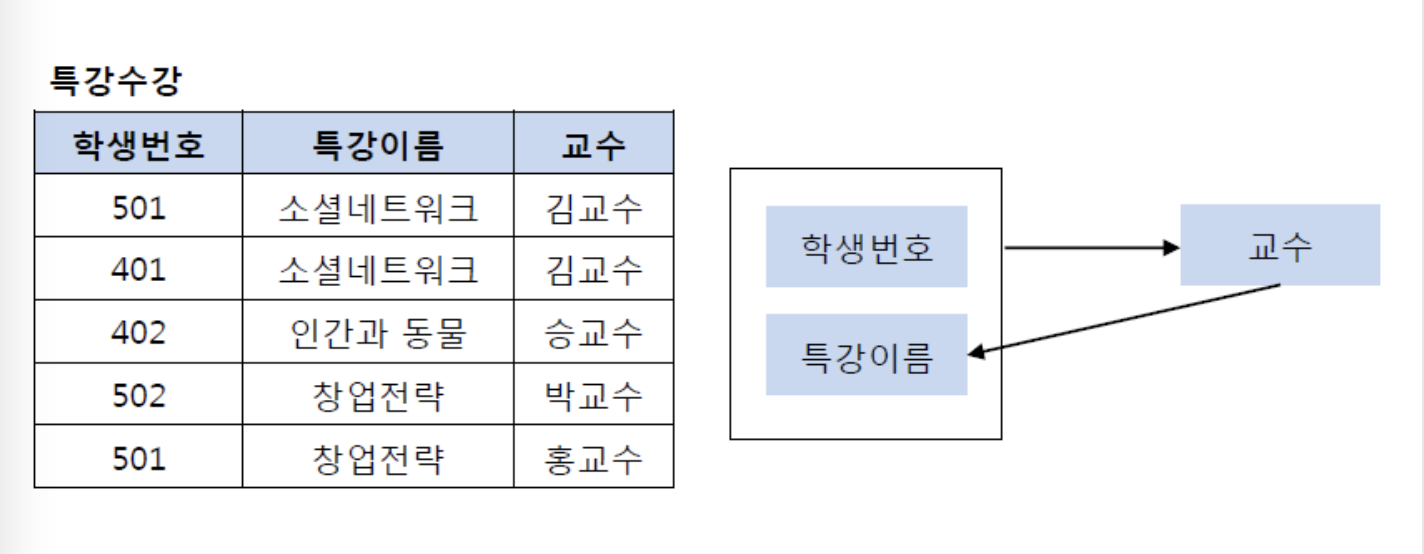 특강수강
학생번호 특강이름 교수
501 소셜네트워크 김교수
401 소셜네트워크 김교수
402 인간과 동물 승교수
502 창업전략 박교수
501 창업전략 홍교수
학생번호
특강이름
교수